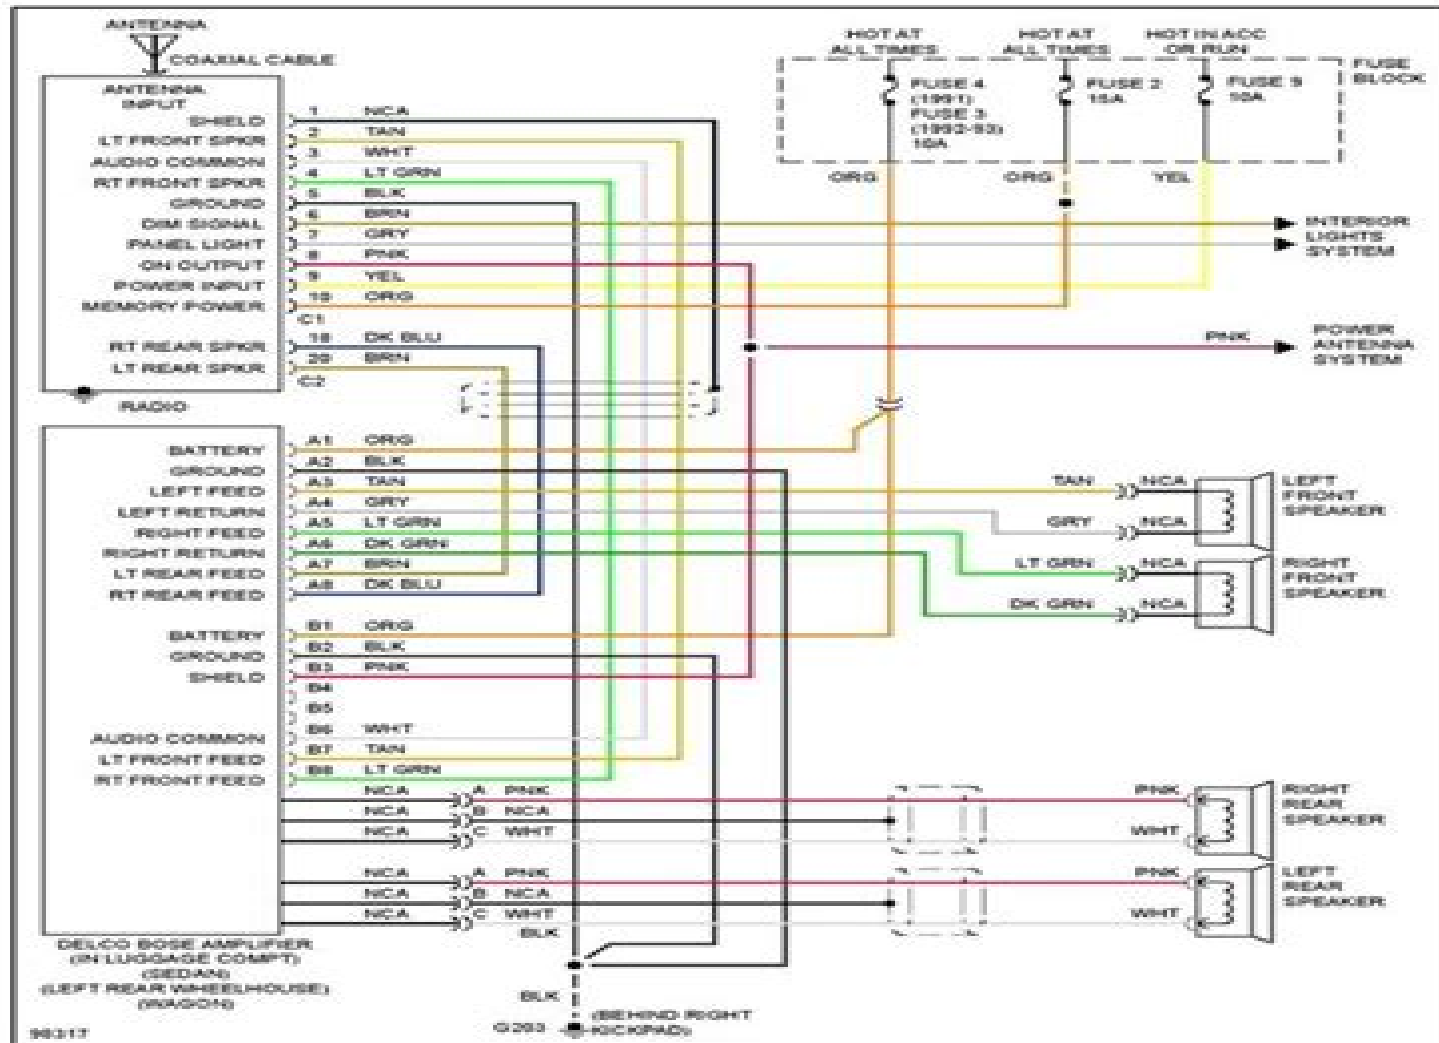 ANTENNA
COAXIAL CABLE
ANTENNA
INPUT
SHIELD 1 NCA
LT FRONT SPKR 2 TAN
AUDIO COMMON 3 WHT
RT FRONT SPKR 4 LT GRN
GROUND 5 BLK
DIM SIGNAL 6 BRN
PANEL LIGHT 7 GRY
ON OUTPUT 8 PNK
POWER INPUT 9 YEL
MEMORY POWER 10 ORG
C1
RT REAR SPKR 18 DK BLU
LT REAR SPKR 20 BRN
C2
RADIO
HOT AT
ALL TIMES
HOT AT
ALL TIMES
HOT IN ACC
OR RUN
FUSE
BLOCK
FUSE 4
(1991)
FUSE 3
(1992-93)
10A
FUSE 2
15A
FUSE 9
10A
ORG
ORG
YEL
INTERIOR
LIGHTS
SYSTEM
PNK
POWER
ANTENNA
SYSTEM
BATTERY A1 ORG
GROUND A2 BLK
LEFT FEED A3 TAN
LEFT RETURN A4 GRY
RIGHT FEED A5 LT GRN
RIGHT RETURN A6 DK GRN
LT REAR FEED A7 BRN
RT REAR FEED A8 DK BLU
BATTERY B1 ORG
GROUND B2 BLK
SHIELD B3 PNK
B4
B5
AUDIO COMMON B6 WHT
LT FRONT FEED B7 TAN
RT FRONT FEED B8 LT GRN
NCA A PNK
NCA B NCA
NCA C WHT
NCA A PNK
NCA B NCA
NCA C WHT
TAN NCA
GRY NCA
LEFT
FRONT
SPEAKER
LT GRN NCA
DK GRN NCA
RIGHT
FRONT
SPEAKER
PNK
WHT
RIGHT
REAR
SPEAKER
PNK
WHT
LEFT
REAR
SPEAKER
BLK
DELCO BOSE AMPLIFIER
(IN LUGGAGE COMPT)
(SEDAN)
(LEFT REAR WHEELHOUSE)
(WAGON)
BLK
G203
(BEHIND RIGHT
KICKPAD)